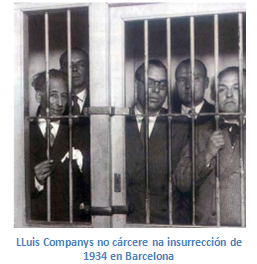 LLuis Companys no cárcere na insurrección de
1934 en Barcelona